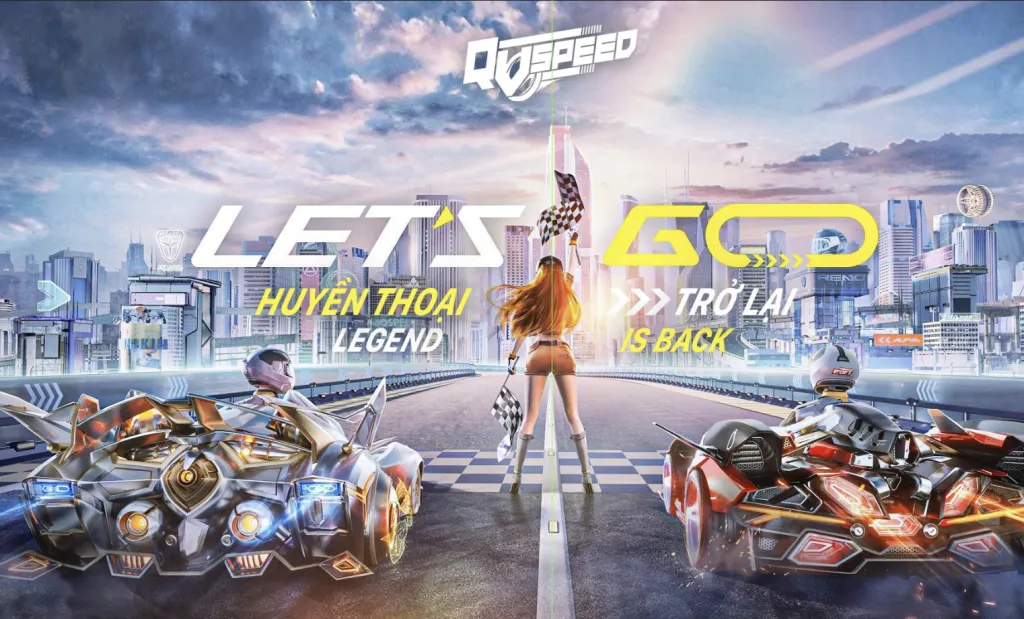 QQSPEED
LET'S GO
HUYỀN THOẠI >>> TRỞ LẠI
LEGEND IS BACK